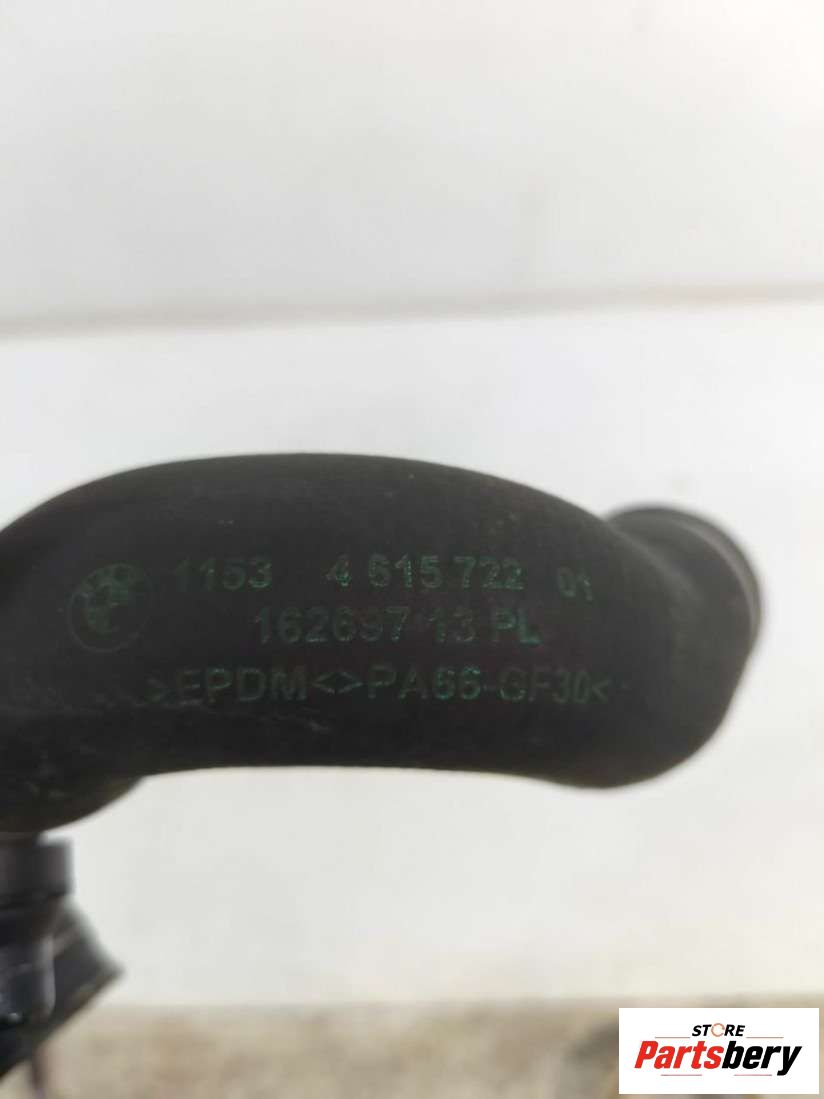 1153 4 615 722 01
162697 13 PL
>EPDM<>PA66-GF30<
STORE
Partsbery